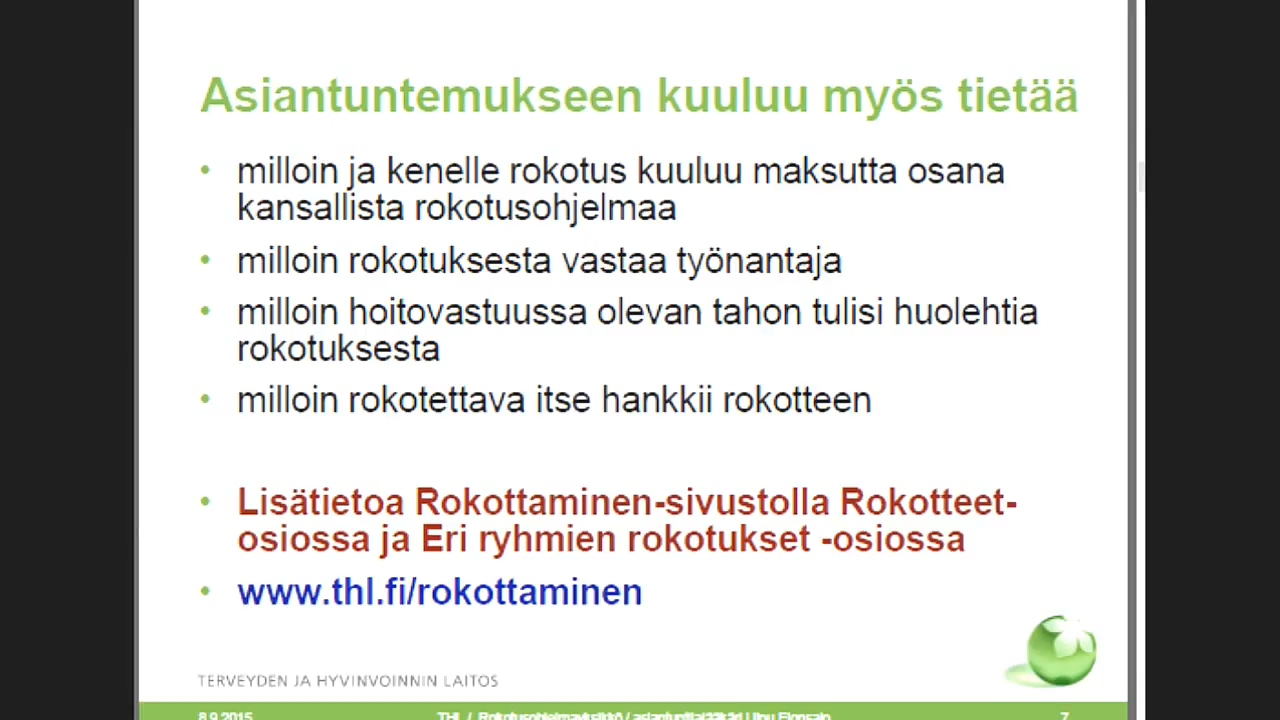 Asiantuntemukseen kuuluu myös tietää
• milloin ja kenelle rokotus kuuluu maksutta osana
kansallista rokotusohjelmaa
• milloin rokotuksesta vastaa työnantaja
• milloin hoitovastuussa olevan tahon tulisi huolehtia
rokotuksesta
• milloin rokotettava itse hankkii rokotteen
• Lisätietoa Rokottaminen-sivustolla Rokotteet-
osiossa ja Eri ryhmien rokotukset -osiossa
• www.thl.fi/rokottaminen
TERVEYDEN JA HYVINVOINNIN LAITOS
8.9.2015 THL / 7